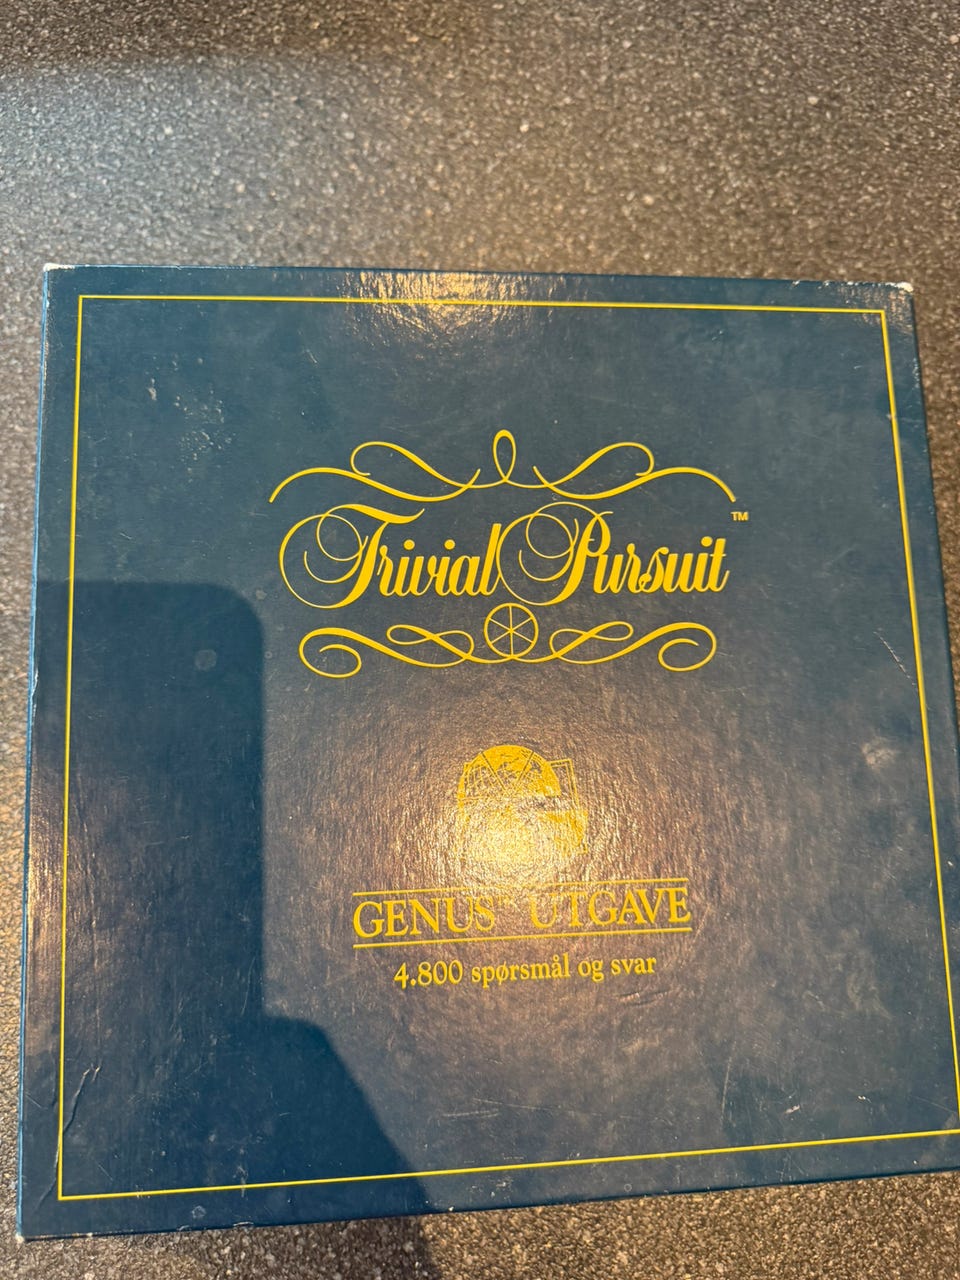 Trivial Pursuit™
GENUS™ UTGAVE
4.800 spørsmål og svar